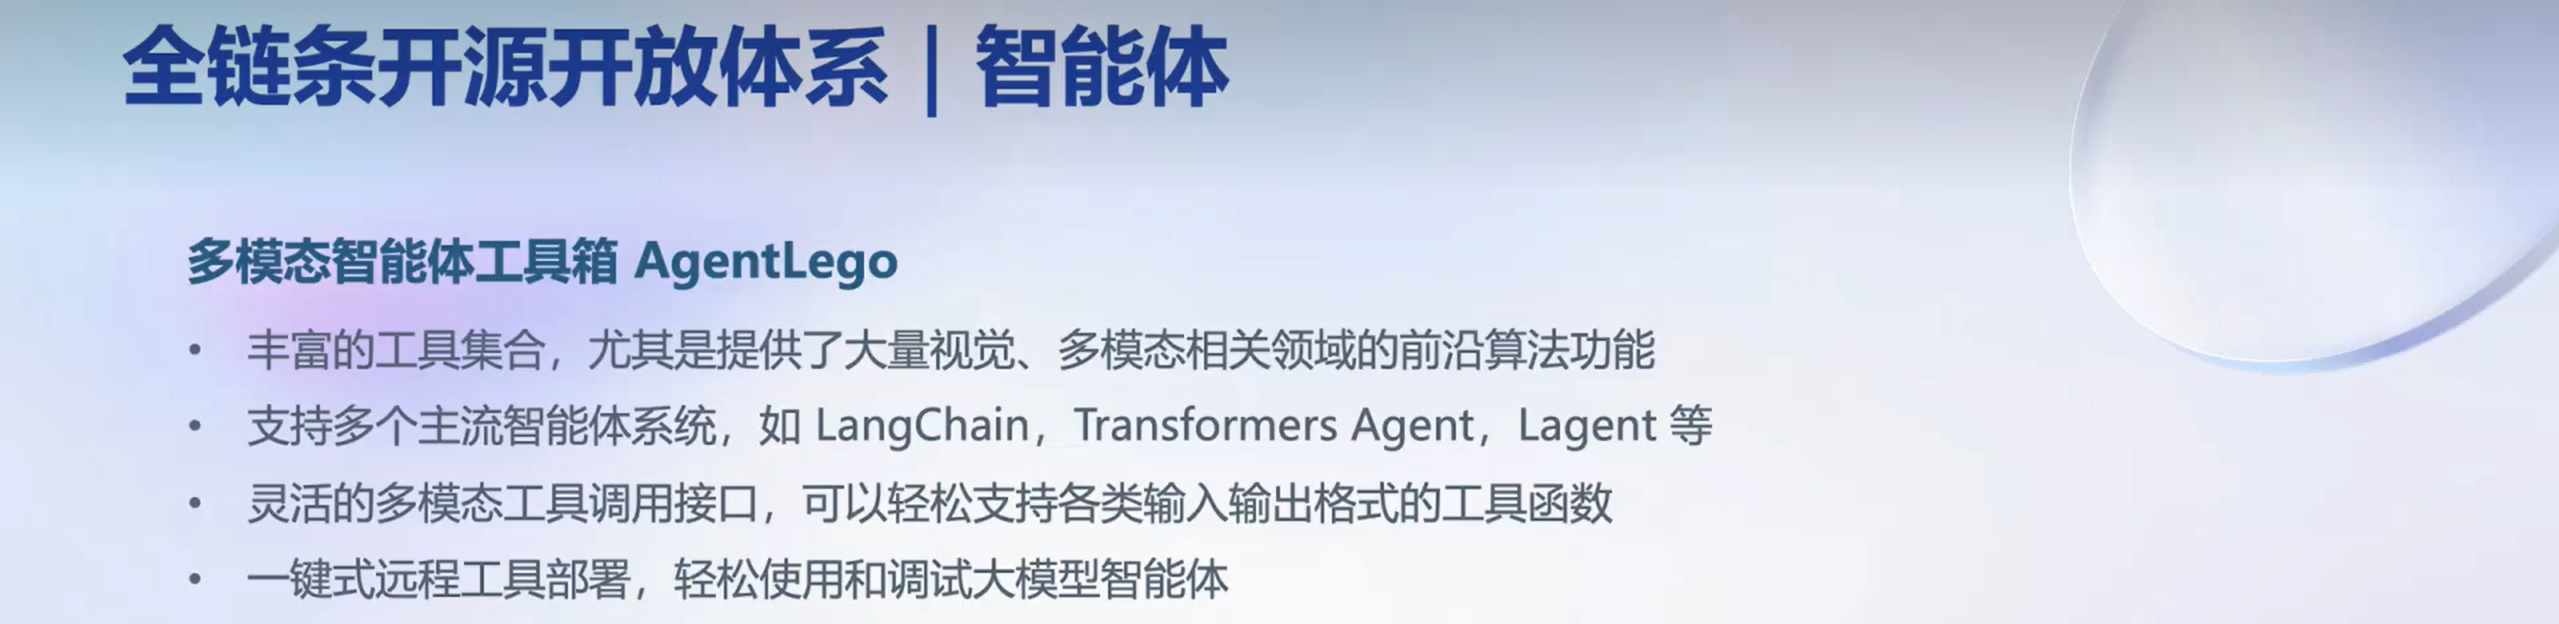 全链条开源开放体系｜智能体
多模态智能体工具箱 AgentLego
• 丰富的工具集合，尤其是提供了大量视觉、多模态相关领域的前沿算法功能
• 支持多个主流智能体系统，如 LangChain，Transformers Agent，Lagent 等
• 灵活的多模态工具调用接口，可以轻松支持各类输入输出格式的工具函数
• 一键式远程工具部署，轻松使用和调试大模型智能体